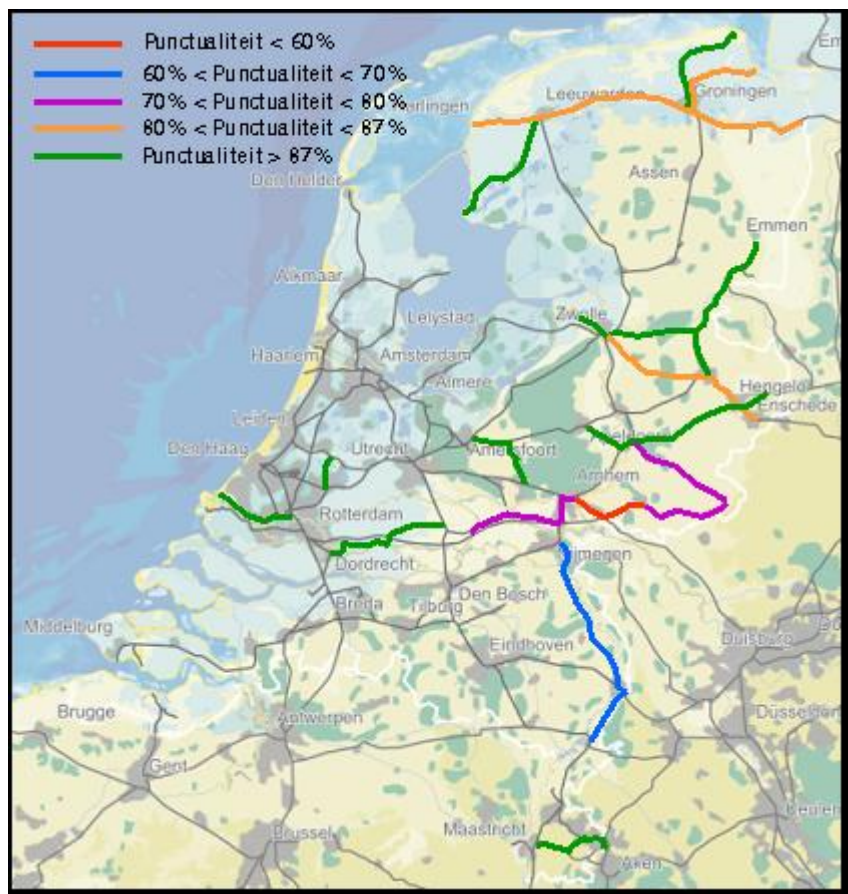 Punctualiteit < 60%
60% < Punctualiteit < 70%
70% < Punctualiteit < 80%
80% < Punctualiteit < 87%
Punctualiteit > 87%
Leeuwarden
Groningen
Den Helder
Assen
Emmen
Alkmaar
Lelystad
Zwolle
Haarlem
Amsterdam
Almere
Hengelo
Enschede
Leiden
Den Haag
Utrecht
Amersfoort
Arnhem
Rotterdam
Dordrecht
Den Bosch
Breda
Tilburg
Middelburg
Eindhoven
Duisburg
Brugge
Antwerpen
Düsseldorf
Gent
Maastricht
Brussel
Aken